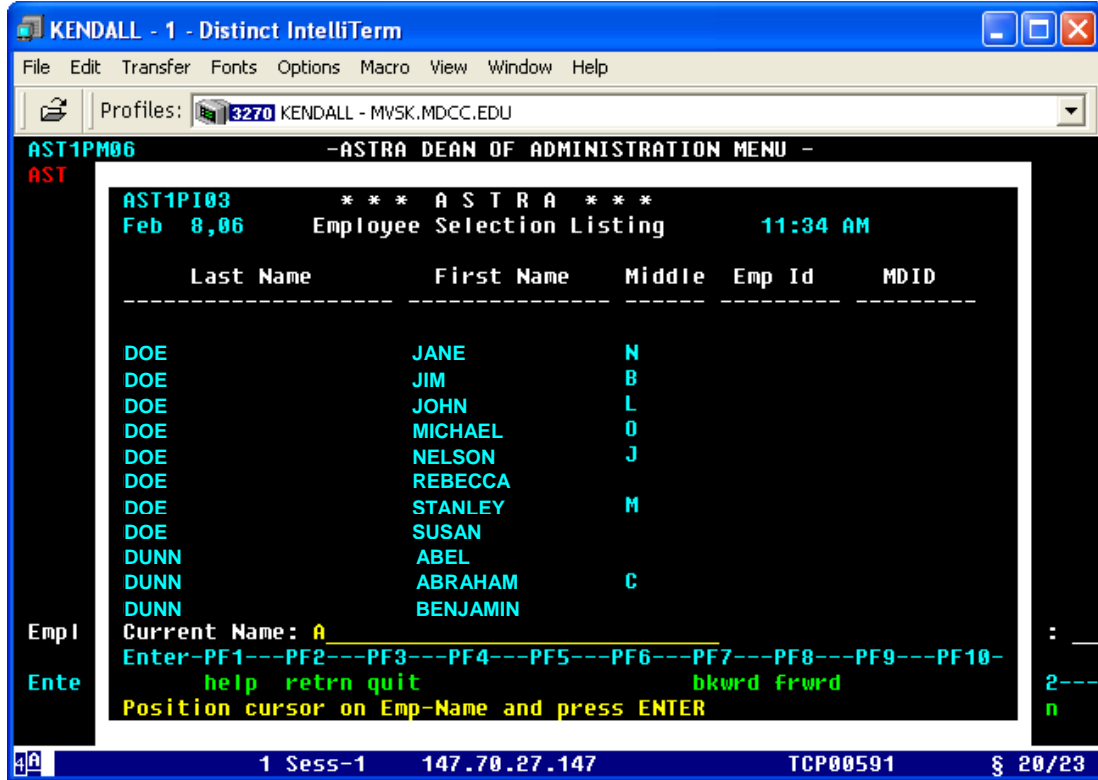 KENDALL - 1 - Distinct IntelliTerm
File Edit Transfer Fonts Options Macro View Window Help
Profiles: 3270 KENDALL - MVSK.MDCC.EDU
AST1PM06 -ASTRA DEAN OF ADMINISTRATION MENU -
AST
AST1PI03 * * * A S T R A * * *
Feb 8,06 Employee Selection Listing 11:34 AM
Last Name First Name Middle Emp Id MDID
--------------------- --------------- ------ --------- ---------
DOE JANE N
DOE JIM B
DOE JOHN L
DOE MICHAEL O
DOE NELSON J
DOE REBECCA
DOE STANLEY M
DOE SUSAN
DUNN ABEL
DUNN ABRAHAM C
DUNN BENJAMIN
Empl Current Name: A______________________________ : __
Enter-PF1---PF2---PF3---PF4---PF5---PF6---PF7---PF8---PF9---PF10-
Ente help retrn quit bkwrd frwrd 2---
Position cursor on Emp-Name and press ENTER n
4A 1 Sess-1 147.70.27.147 TCP00591 § 20/23